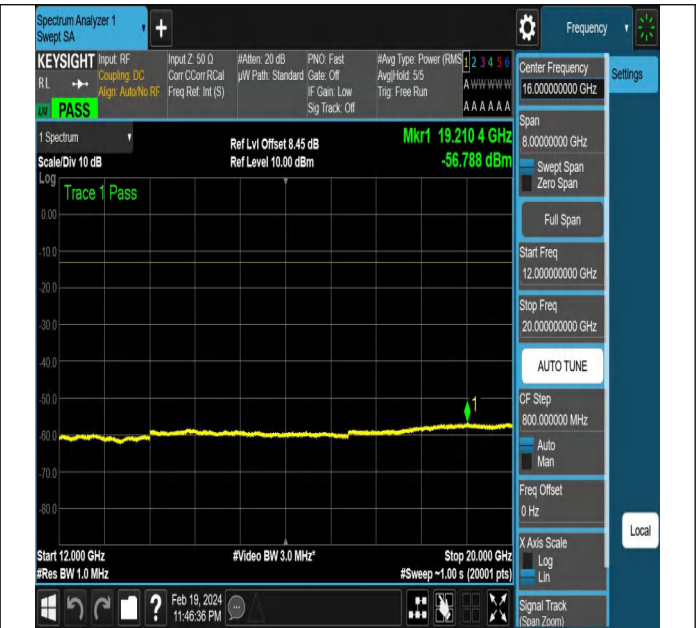 Spectrum Analyzer 1
Swept SA
+
Frequency
KEYSIGHT
RL
PASS
Input: RF
Coupling: DC
Align: Auto/No RF
Input Z: 50 Ω
Corr CCorr RCal
Freq Ref: Int (S)
#Atten: 20 dB
µW Path: Standard
PNO: Fast
Gate: Off
IF Gain: Low
Sig Track: Off
#Avg Type: Power (RMS)
Avg|Hold: 5/5
Trig: Free Run
1 2 3 4 5 6
A W W W W W
A A A A A A
Center Frequency
16.000000000 GHz
Settings
Span
8.00000000 GHz
Swept Span
Zero Span
Full Span
Start Freq
12.000000000 GHz
Stop Freq
20.000000000 GHz
AUTO TUNE
CF Step
800.000000 MHz
Auto
Man
Freq Offset
0 Hz
X Axis Scale
Log
Lin
Local
Signal Track
(Span Zoom)
1 Spectrum
Scale/Div 10 dB
Ref Lvl Offset 8.45 dB
Ref Level 10.00 dBm
Mkr1 19.210 4 GHz
-56.788 dBm
Log
Trace 1 Pass
0.00
-10.0
-20.0
-30.0
-40.0
-50.0
-60.0
-70.0
-80.0
1
Start 12.000 GHz
#Res BW 1.0 MHz
#Video BW 3.0 MHz*
Stop 20.000 GHz
#Sweep ~1.00 s (20001 pts)
?
Feb 19, 2024
11:46:36 PM